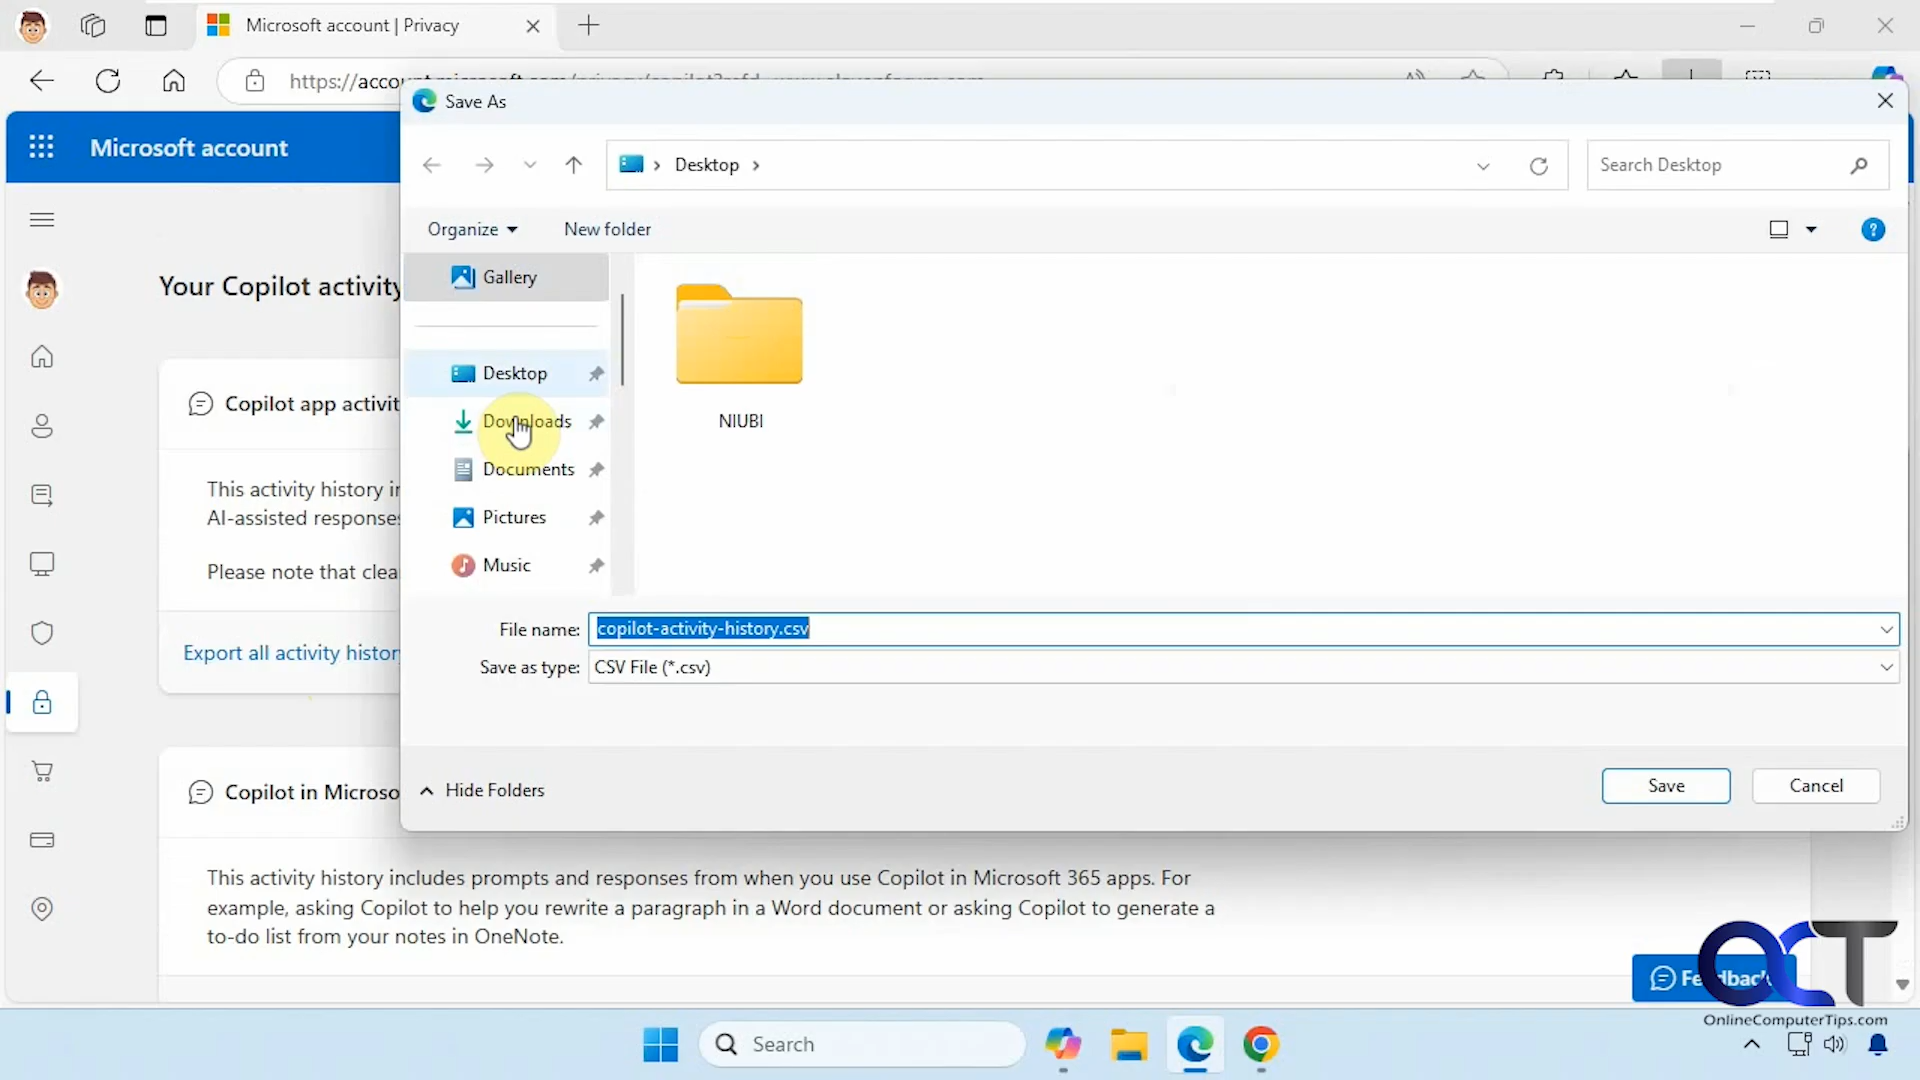 Microsoft account | Privacy
Save As
Microsoft account
Desktop
Search Desktop
Organize
New folder
?
Your Copilot activity
Gallery
Desktop
Downloads
Documents
Pictures
Music
NIUBI
Copilot app activit
This activity history in
AI-assisted responses
Please note that clea
Export all activity history
File name: copilot-activity-history.csv
Save as type: CSV File (*.csv)
Hide Folders
Save
Cancel
Copilot in Microso
This activity history includes prompts and responses from when you use Copilot in Microsoft 365 apps. For
example, asking Copilot to help you rewrite a paragraph in a Word document or asking Copilot to generate a
to-do list from your notes in OneNote.
Feedback
OCT
OnlineComputerTips.com
Search